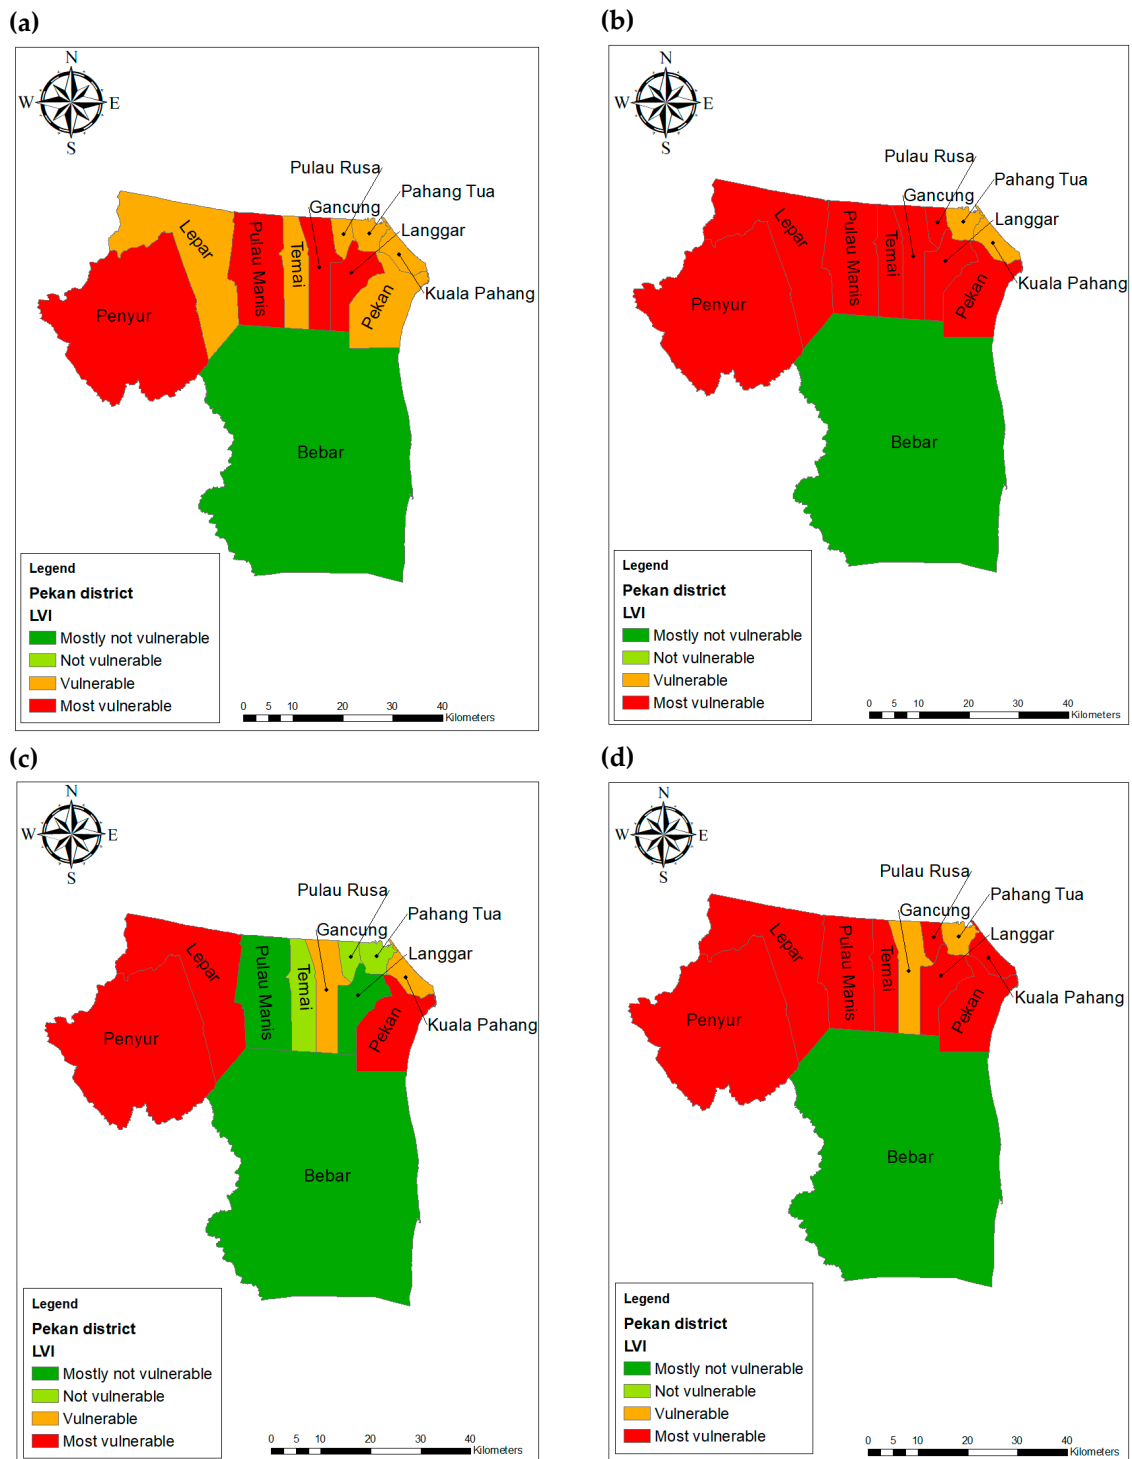 (a)
N
W
E
S
Pulau Rusa
Pahang Tua
Gancung
Langgar
Lepar
Pulau Manis
Temai
Kuala Pahang
Pekan
Penyur
Bebar
Legend
Pekan district
LVI
Mostly not vulnerable
Not vulnerable
Vulnerable
Most vulnerable
0 5 10 20 30 40
Kilometers
(b)
N
W
E
S
Pulau Rusa
Pahang Tua
Gancung
Langgar
Lepar
Pulau Manis
Temai
Kuala Pahang
Pekan
Penyur
Bebar
Legend
Pekan district
LVI
Mostly not vulnerable
Not vulnerable
Vulnerable
Most vulnerable
0 5 10 20 30 40
Kilometers
(c)
N
W
E
S
Pulau Rusa
Pahang Tua
Gancung
Langgar
Lepar
Pulau Manis
Temai
Kuala Pahang
Pekan
Penyur
Bebar
Legend
Pekan district
LVI
Mostly not vulnerable
Not vulnerable
Vulnerable
Most vulnerable
0 5 10 20 30 40
Kilometers
(d)
N
W
E
S
Pulau Rusa
Pahang Tua
Gancung
Langgar
Lepar
Pulau Manis
Temai
Kuala Pahang
Pekan
Penyur
Bebar
Legend
Pekan district
LVI
Mostly not vulnerable
Not vulnerable
Vulnerable
Most vulnerable
0 5 10 20 30 40
Kilometers